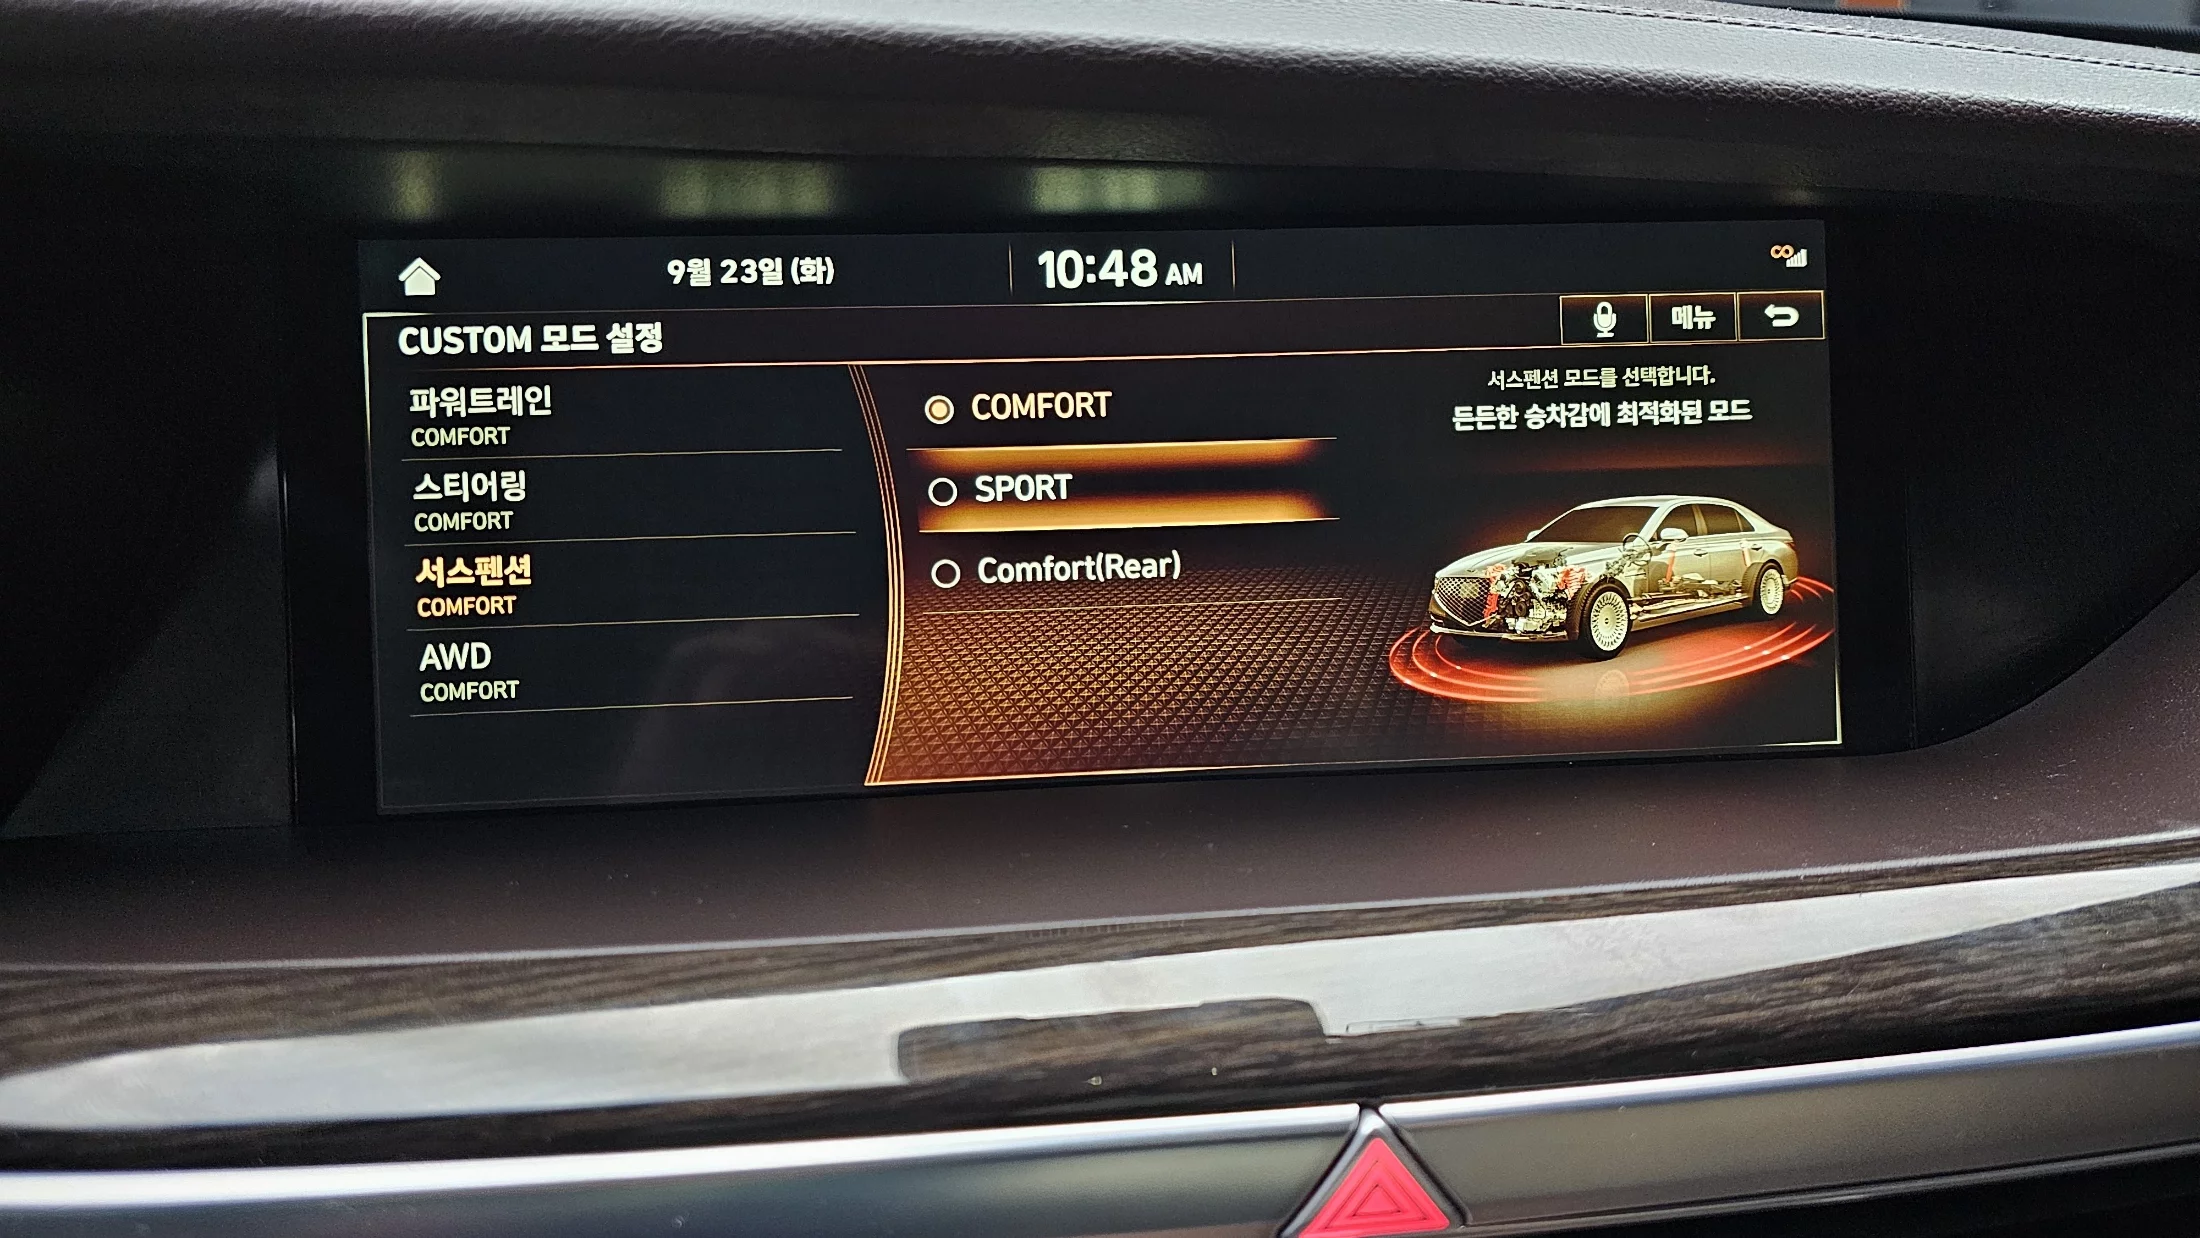 9월 23일 (화)
10:48 AM
CUSTOM 모드 설정
메뉴
파워트레인
COMFORT
스티어링
COMFORT
서스펜션
COMFORT
AWD
COMFORT
COMFORT
SPORT
Comfort(Rear)
서스펜션 모드를 선택합니다.
든든한 승차감에 최적화된 모드